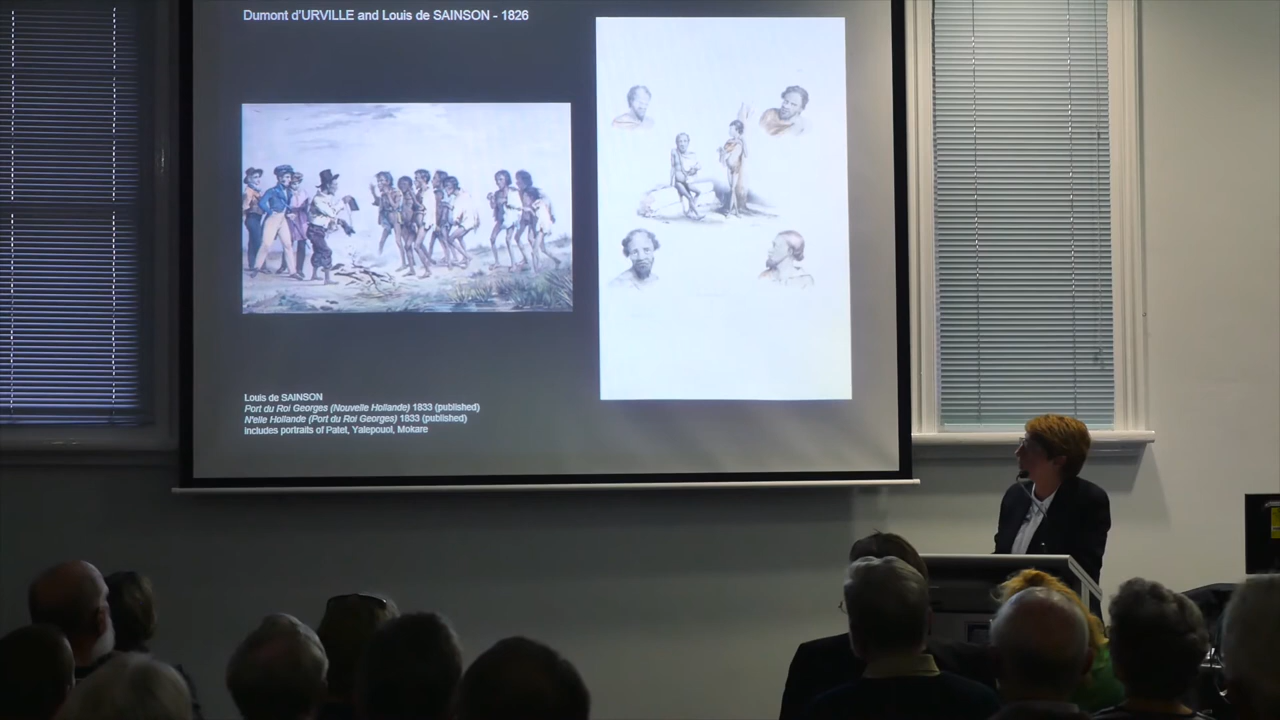 Dumont d'URVILLE and Louis de SAINSON - 1826
Louis de SAINSON
Port du Roi Georges (Nouvelle Hollande) 1833 (published)
N'elle Hollande (Port du Roi Georges) 1833 (published)
includes portraits of Patet, Yalepouol, Mokare